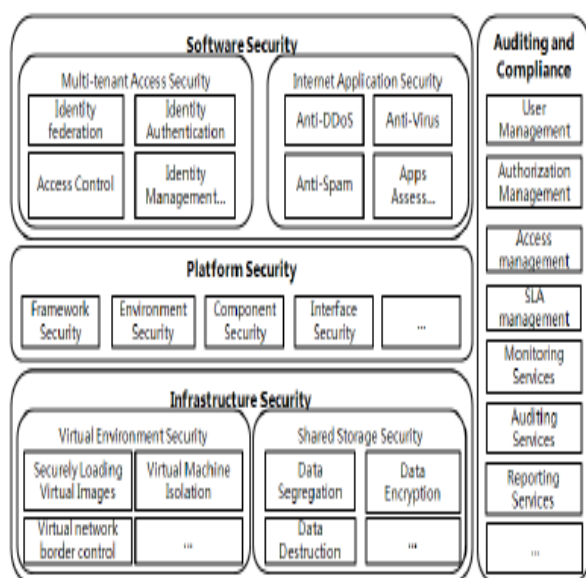 Software Security
Multi-tenant Access Security
Identity
federation
Identity
Authentication
Access Control
Identity
Management...
Internet Application Security
Anti-DDoS
Anti-Virus
Anti-Spam
Apps
Assess...
Platform Security
Framework
Security
Environment
Security
Component
Security
Interface
Security
...
Infrastructure Security
Virtual Environment Security
Securely Loading
Virtual Images
Virtual Machine
Isolation
Virtual network
border control
...
Shared Storage Security
Data
Segregation
Data
Encryption
Data
Destruction
...
Auditing and
Compliance
User
Management
Authorization
Management
Access
management
SLA
management
Monitoring
Services
Auditing
Services
Reporting
Services
...